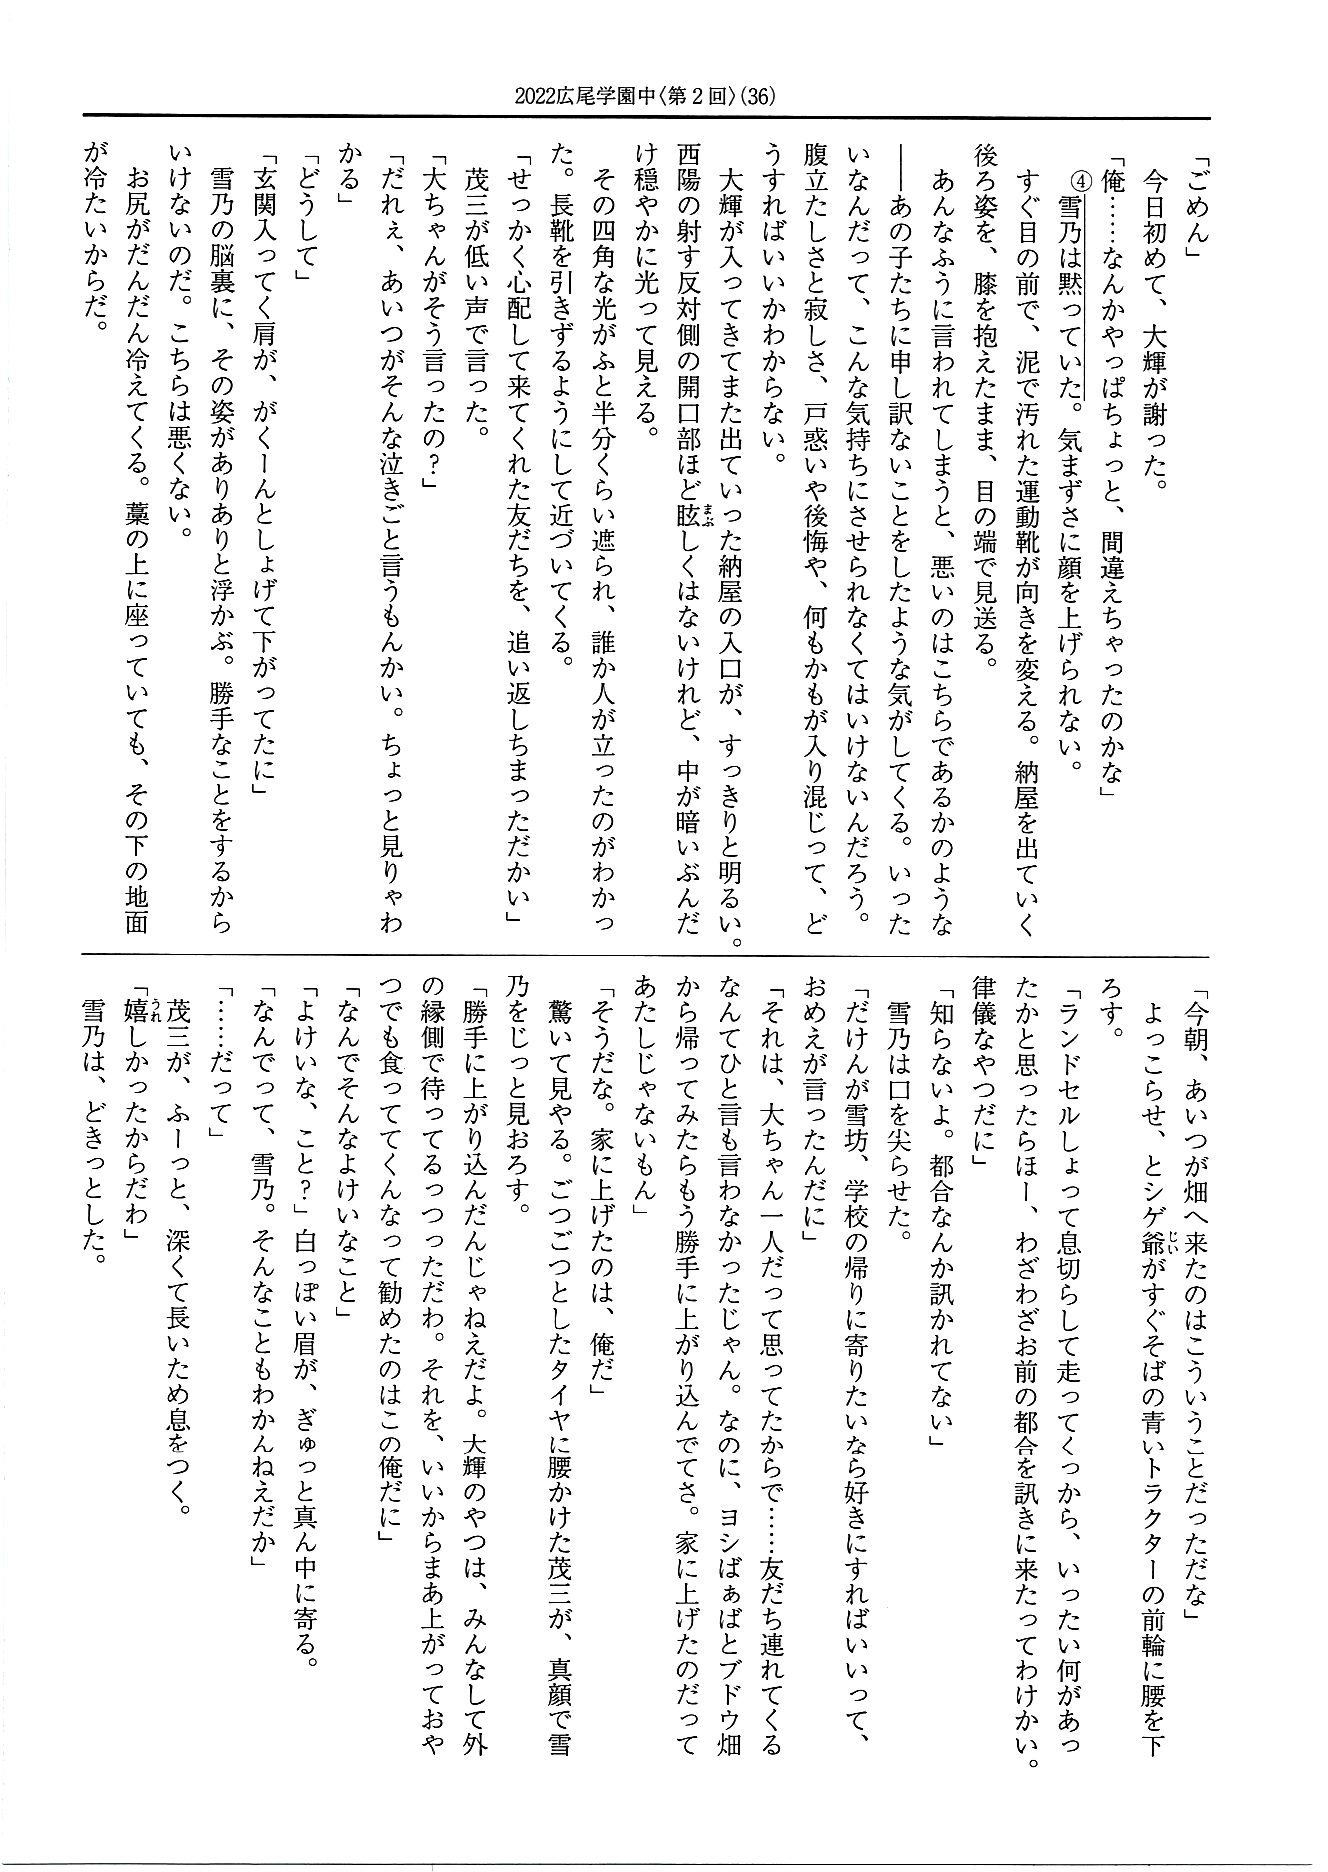 2022広尾学園中〈第2回〉(36)
「ごめん」
　今日初めて、大輝が謝った。
「俺……なんかやっぱちょっと、間違えちゃったのかな」
　④雪乃は黙っていた。気まずさに顔を上げられない。
　すぐ目の前で、泥で汚れた運動靴が向きを変える。納屋を出ていく
後ろ姿を、膝を抱えたまま、目の端で見送る。
　あんなふうに言われてしまうと、悪いのはこちらであるかのような
――あの子たちに申し訳ないことをしたような気がしてくる。いった
いなんだって、こんな気持ちにさせられなくてはいけないんだろう。
腹立たしさと寂しさ、戸惑いや後悔や、何もかもが入り混じって、ど
うすればいいかわからない。
　大輝が入ってきてまた出ていった納屋の入口が、すっきりと明るい。
西陽の射す反対側の開口部ほど眩しくはないけれど、中が暗いぶんだ
まぶ
け穏やかに光って見える。
　その四角な光がふと半分くらい遮られ、誰か人が立ったのがわかっ
た。長靴を引きずるようにして近づいてくる。
「せっかく心配して来てくれた友だちを、追い返しちまっただかい」
　茂三が低い声で言った。
「大ちゃんがそう言ったの？」
「だれぇ、あいつがそんな泣きごと言うもんかい。ちょっと見りゃわ
かる」
「どうして」
「玄関入ってく肩が、がくーんとしょげて下がってたに」
　雪乃の脳裏に、その姿がありありと浮かぶ。勝手なことをするから
いけないのだ。こちらは悪くない。
　お尻がだんだん冷えてくる。藁の上に座っていても、その下の地面
が冷たいからだ。
「今朝、あいつが畑へ来たのはこういうことだっただな」
　よっこらせ、とシゲ爺がすぐそばの青いトラクターの前輪に腰を下
じい
ろす。
「ランドセルしょって息切らして走ってくっから、いったい何があっ
たかと思ったらほー、わざわざお前の都合を訊きに来たってわけかい。
律儀なやつだに」
「知らないよ。都合なんか訊かれてない」
　雪乃は口を尖らせた。
「だけんが雪坊、学校の帰りに寄りたいなら好きにすればいいって、
おめえが言ったんだに」
「それは、大ちゃん一人だって思ってたからで……友だち連れてくる
なんてひと言も言わなかったじゃん。なのに、ヨシばぁばとブドウ畑
から帰ってみたらもう勝手に上がり込んでてさ。家に上げたのだって
あたしじゃないもん」
「そうだな。家に上げたのは、俺だ」
　驚いて見やる。ごつごつとしたタイヤに腰かけた茂三が、真顔で雪
乃をじっと見おろす。
「勝手に上がり込んだんじゃねえだよ。大輝のやつは、みんなして外
の縁側で待ってるっつっただわ。それを、いいからまあ上がっておや
つでも食っててくんなって勧めたのはこの俺だに」
「なんでそんなよけいなこと」
「よけいな、こと？」白っぽい眉が、ぎゅっと真ん中に寄る。
「なんでって、雪乃。そんなこともわかんねえだか」
「……だって」
　茂三が、ふーっと、深くて長いため息をつく。
「嬉しかったからだわ」
うれ
　雪乃は、どきっとした。